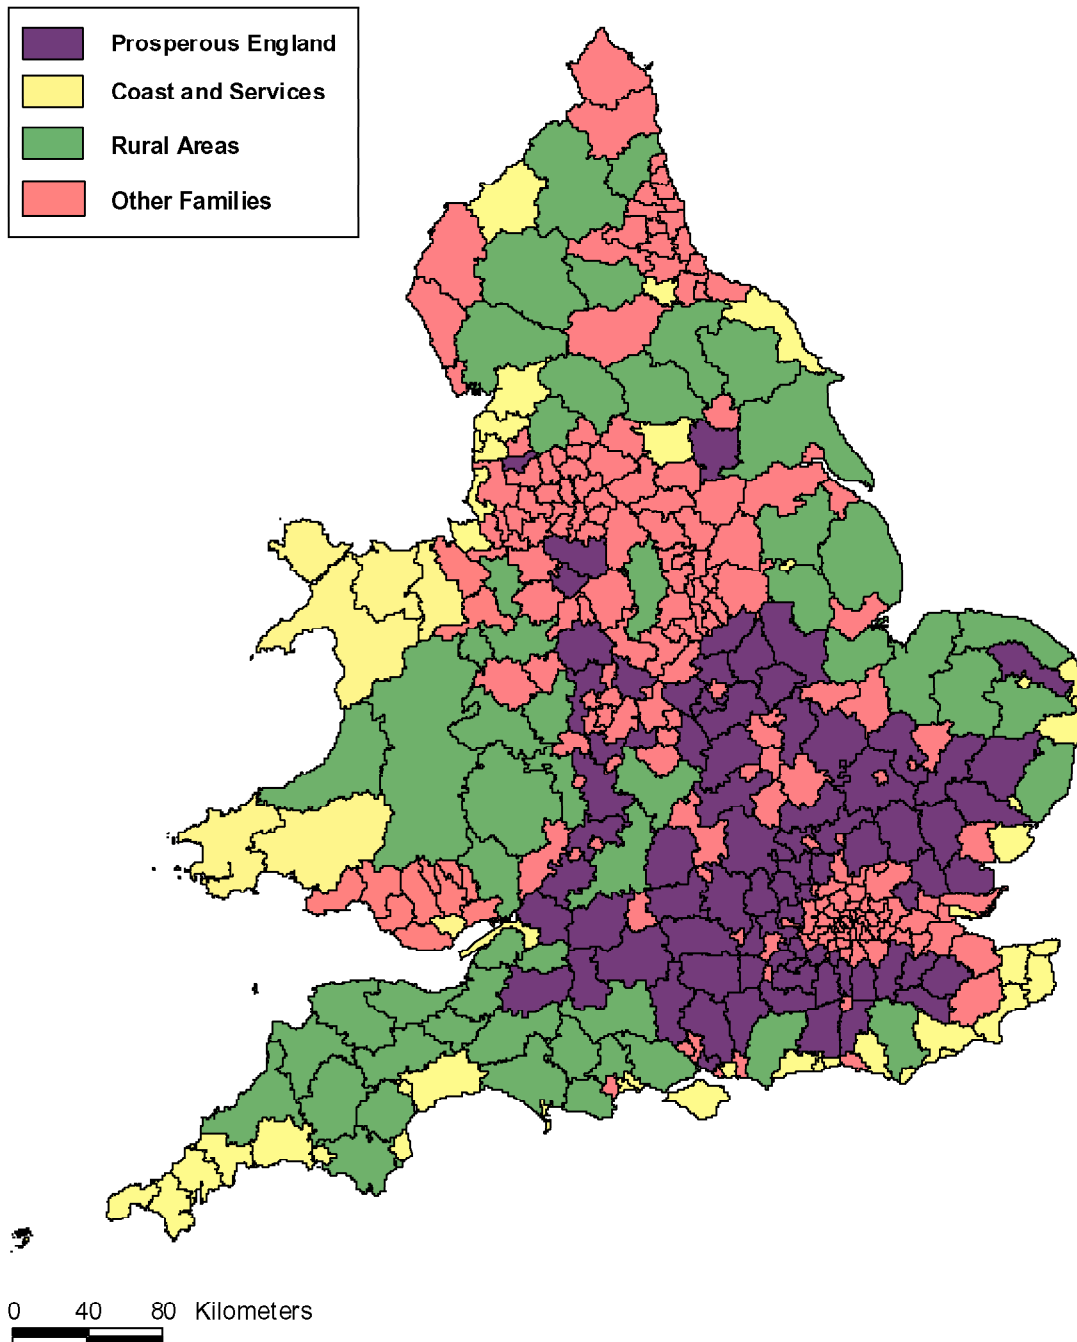 Prosperous England
Coast and Services
Rural Areas
Other Families
0 40 80 Kilometers